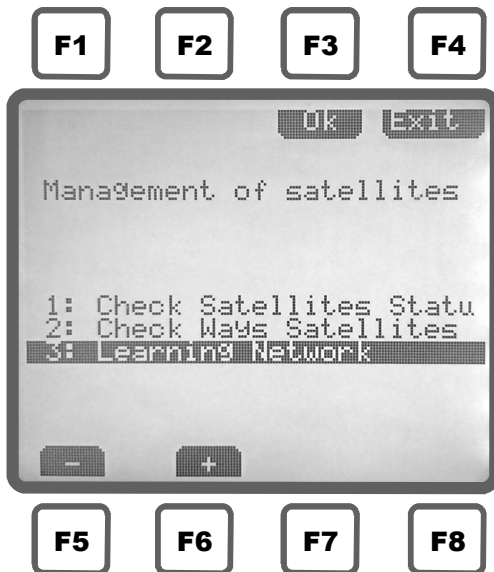 F1 F2 F3 F4
Ok Exit
Management of satellites
1: Check Satellites Statu
2: Check Ways Satellites
3: Learning Network
- +
F5 F6 F7 F8